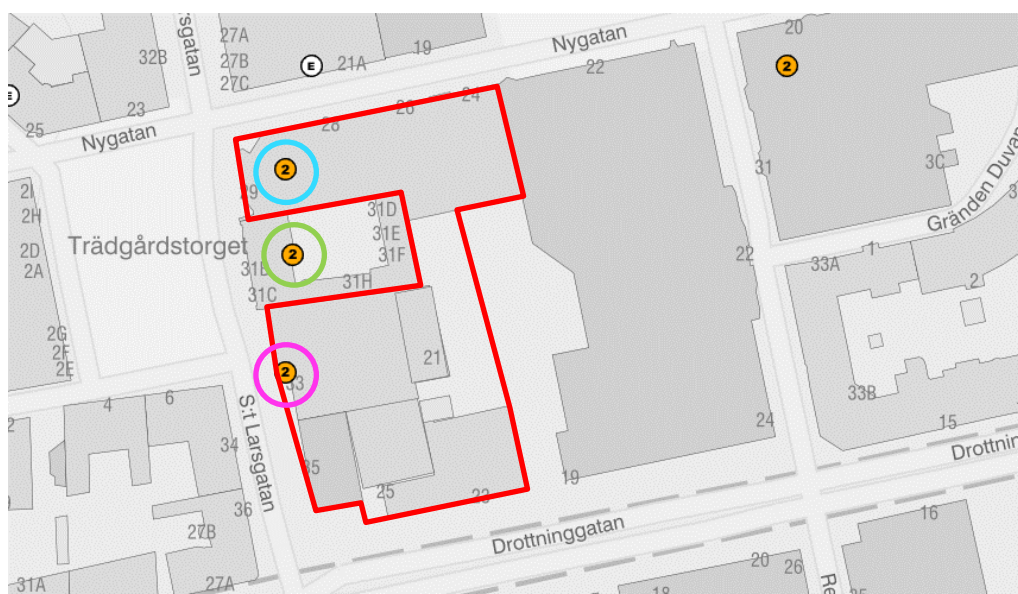 rsgatan
27A
27B
27C
32B
19
E
21A
Nygatan
22
20
2
E
23
25
Nygatan
24
26
28
2
29
31
3C
Gränden Duvan
2I
2H
2D
2A
Trädgårdstorget
31D
31E
31F
2
31H
31C
22
33A
1
2
2G
2F
2E
21
2
33
33B
4
6
S:t Larsgatan
34
35
36
25
23
19
24
15
Drottnin
Drottninggatan
27B
16
31A
27A
20
26
18
Re